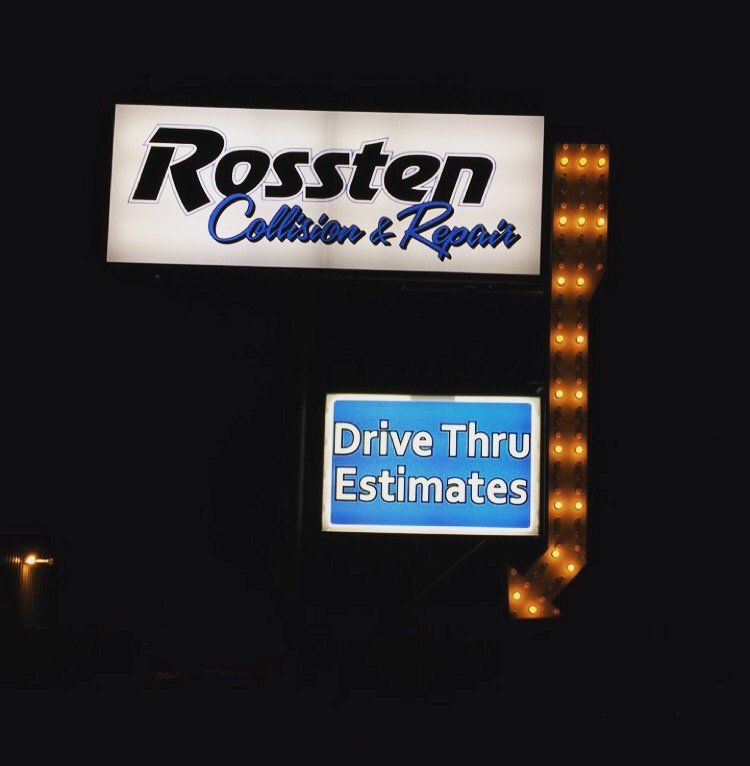 Rossten
Collision & Repair
Drive Thru
Estimates